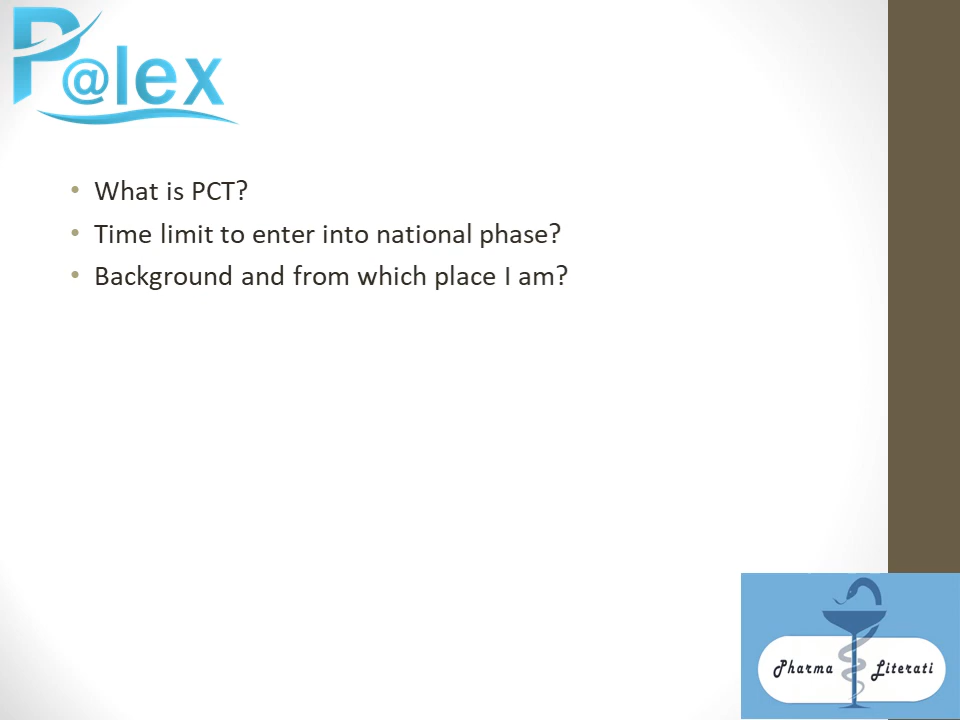 P@lex
• What is PCT?
• Time limit to enter into national phase?
• Background and from which place I am?
Pharma Literati